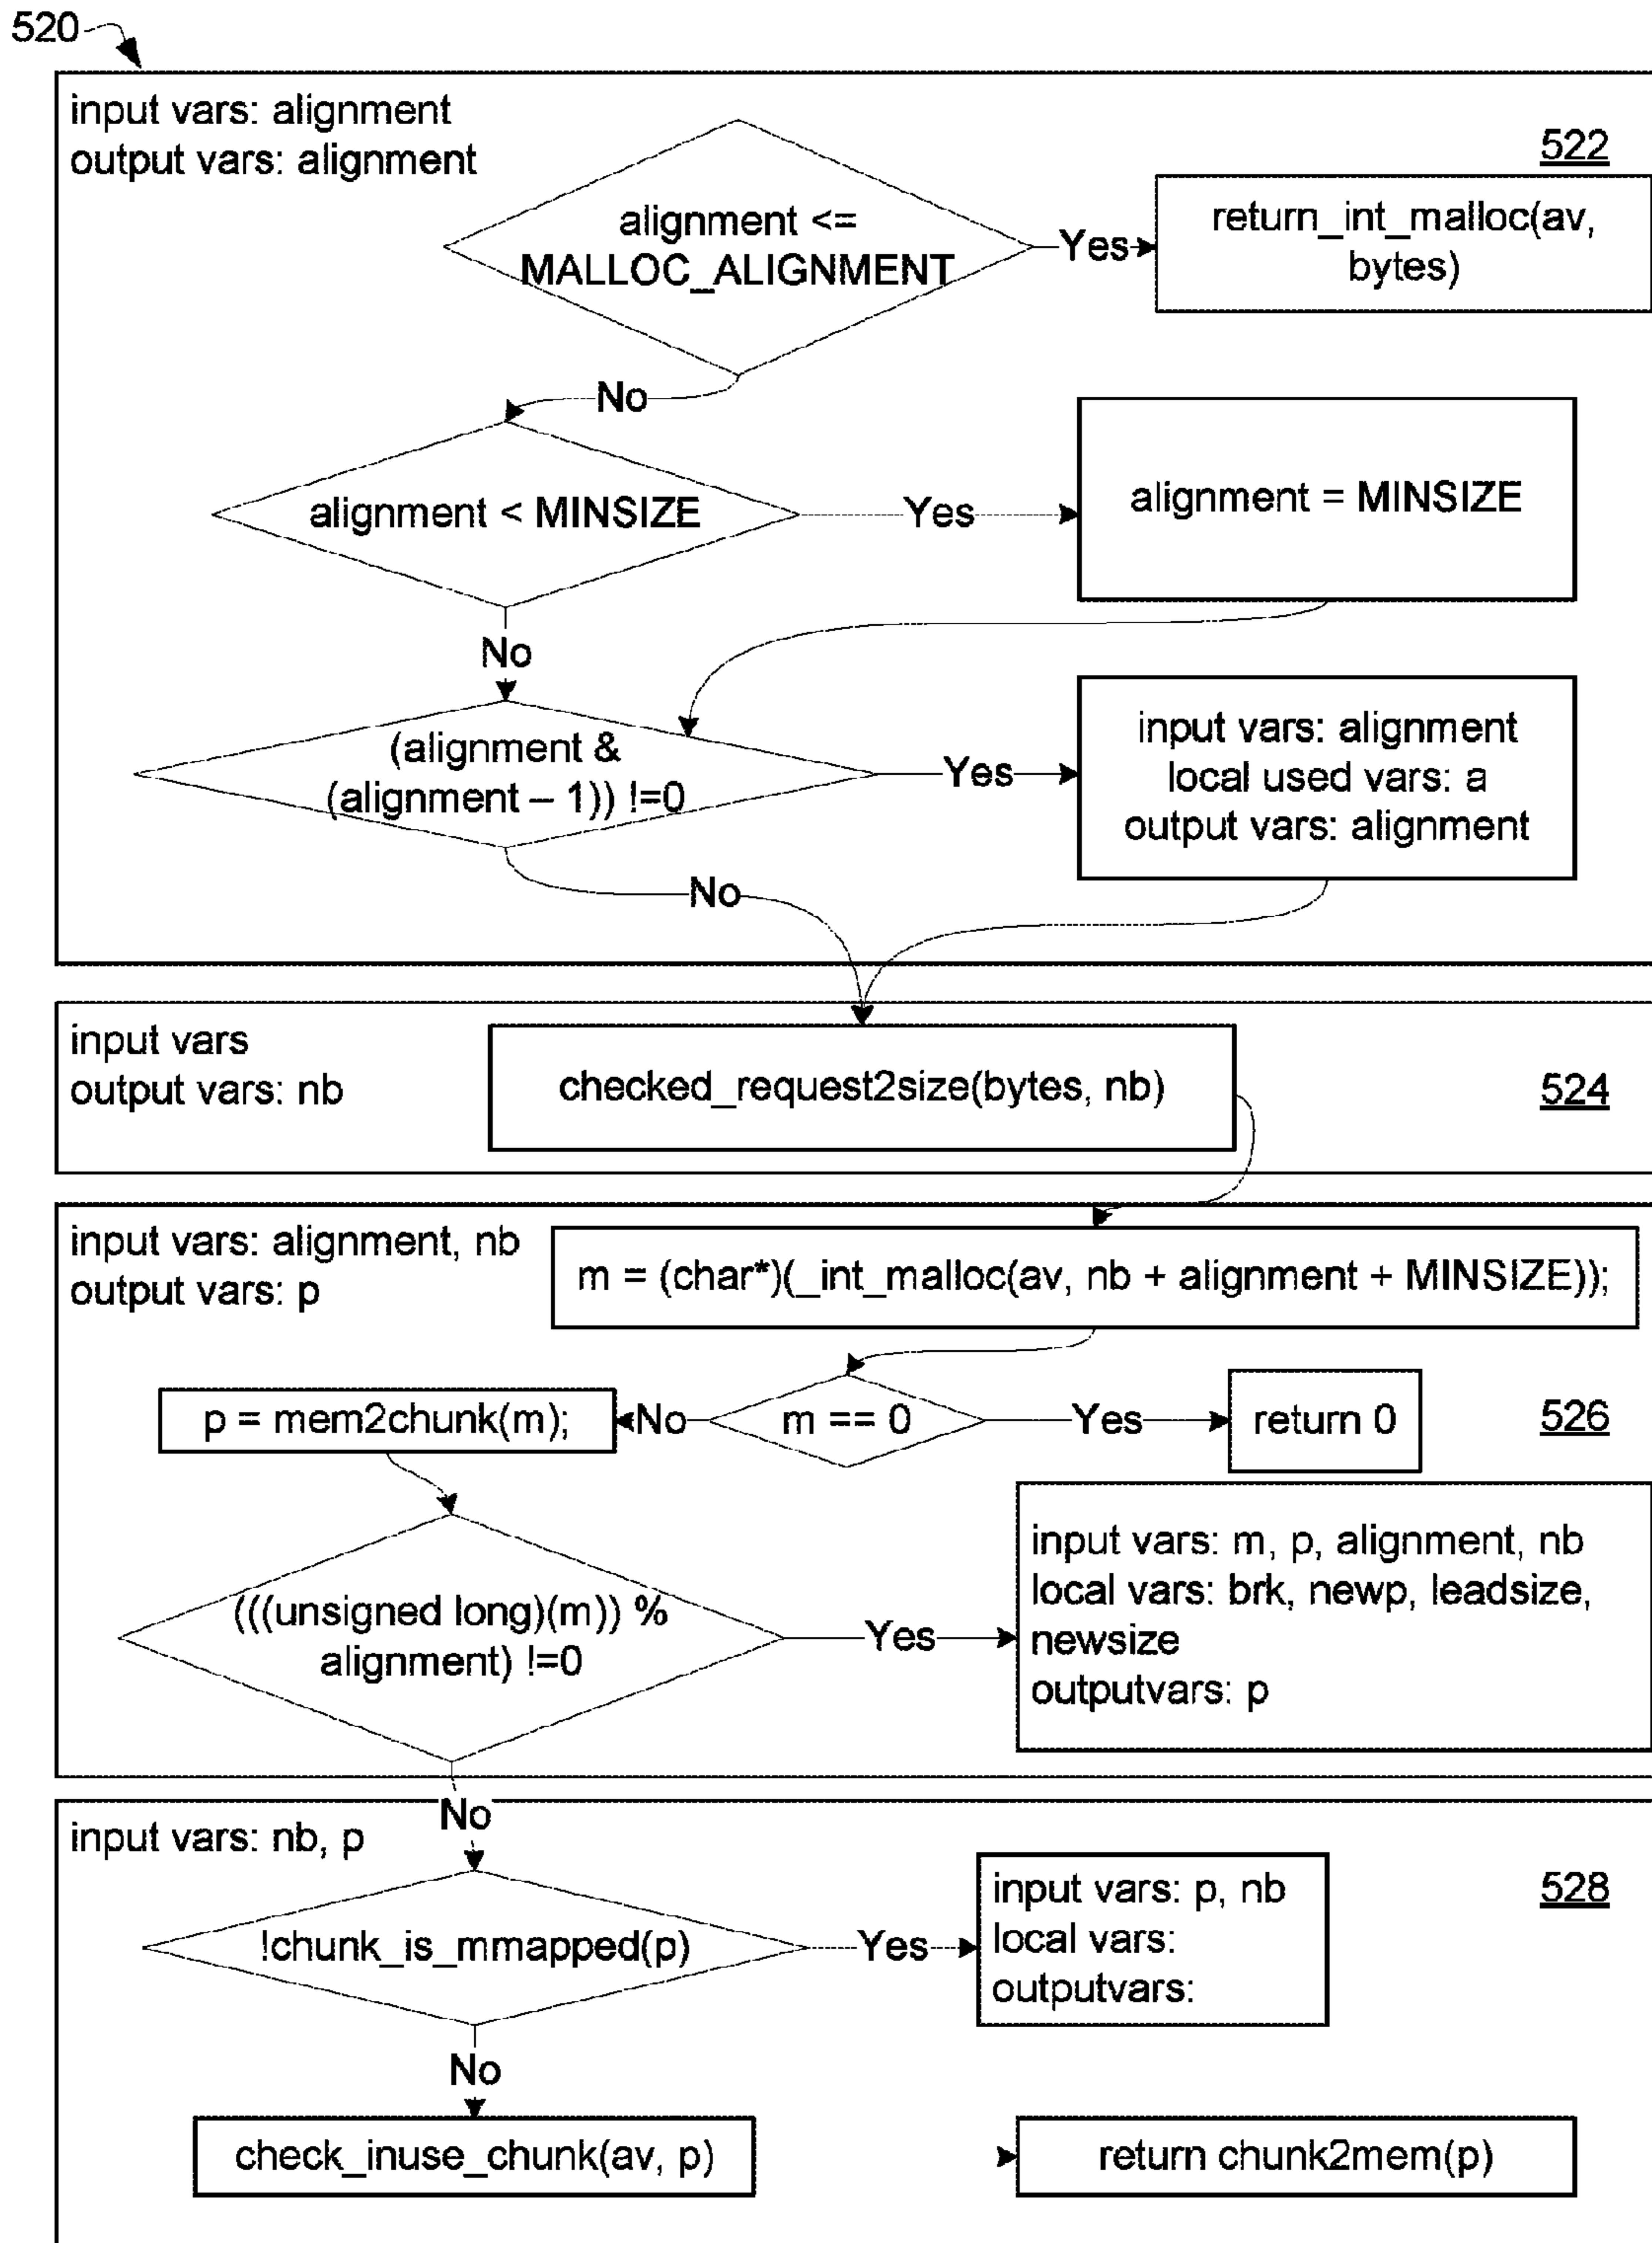 520
input vars: alignment
output vars: alignment
522
alignment <=
MALLOC_ALIGNMENT
Yes
return_int_malloc(av,
bytes)
No
alignment < MINSIZE
Yes
alignment = MINSIZE
No
(alignment &
(alignment – 1)) !=0
Yes
input vars: alignment
local used vars: a
output vars: alignment
No
input vars
output vars: nb
checked_request2size(bytes, nb)
524
input vars: alignment, nb
output vars: p
m = (char*)(_int_malloc(av, nb + alignment + MINSIZE));
p = mem2chunk(m);
No
m == 0
Yes
return 0
526
(((unsigned long)(m)) %
alignment) !=0
Yes
input vars: m, p, alignment, nb
local vars: brk, newp, leadsize,
newsize
outputvars: p
No
input vars: nb, p
528
!chunk_is_mmapped(p)
Yes
input vars: p, nb
local vars:
outputvars:
No
check_inuse_chunk(av, p)
return chunk2mem(p)